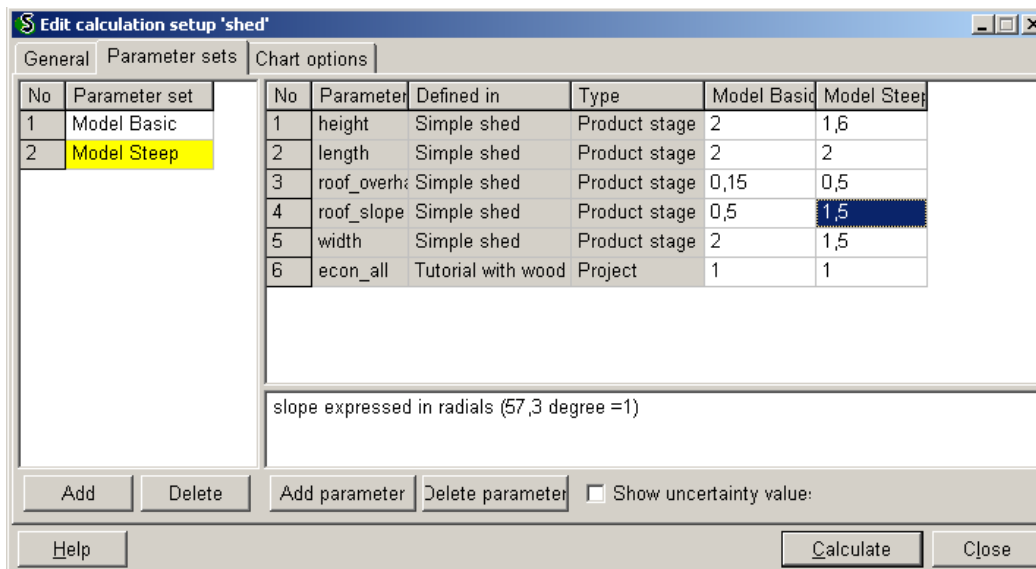 Edit calculation setup 'shed'
General Parameter sets Chart options
No Parameter set
1 Model Basic
2 Model Steep
No Parameter Defined in Type Model Basic Model Steep
1 height Simple shed Product stage 2 1,6
2 length Simple shed Product stage 2 2
3 roof_overha Simple shed Product stage 0,15 0,5
4 roof_slope Simple shed Product stage 0,5 1,5
5 width Simple shed Product stage 2 1,5
6 econ_all Tutorial with wood Project 1 1
slope expressed in radials (57,3 degree =1)
Add Delete Add parameter Delete parameter Show uncertainty value:
Help Calculate Close